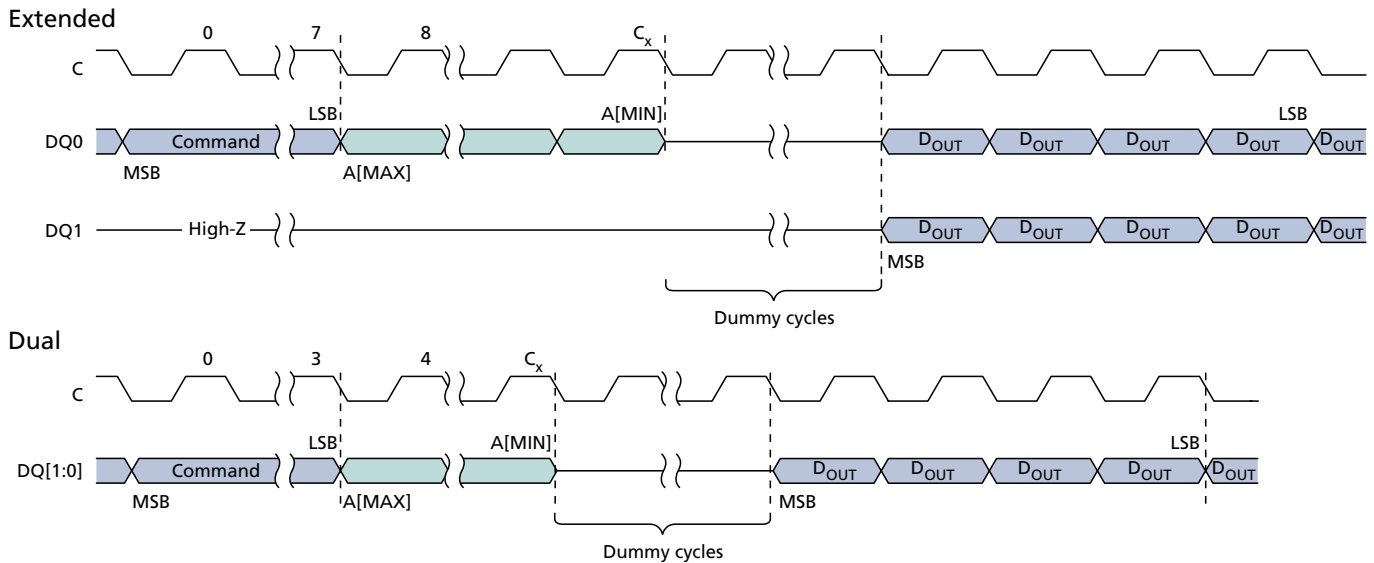 Extended
0 7 8 Cx
C
LSB A[MIN] LSB
DQ0 Command DOUT DOUT DOUT DOUT DOUT
MSB A[MAX]
DQ1 High-Z DOUT DOUT DOUT DOUT DOUT
MSB
Dummy cycles
Dual
0 3 4 Cx
C
LSB A[MIN] LSB
DQ[1:0] Command DOUT DOUT DOUT DOUT DOUT
MSB A[MAX] MSB
Dummy cycles